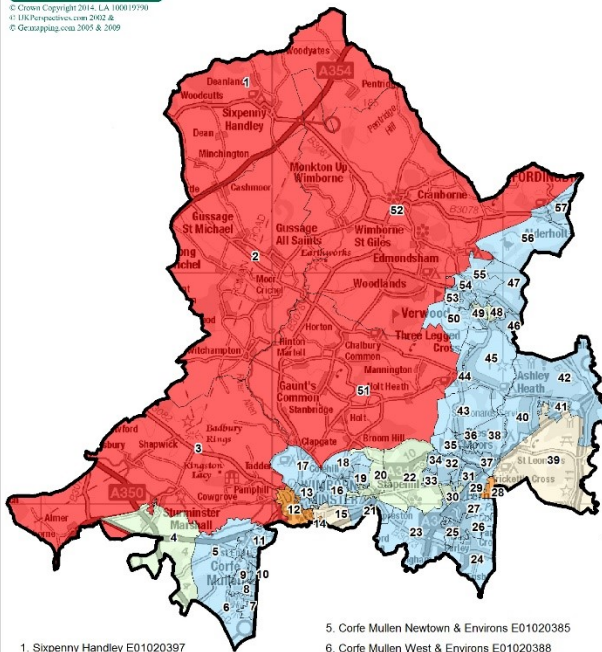 © Crown Copyright 2014. LA 100019790
© UKPerspectives.com 2002 &
© Getmapping.com 2005 & 2009
Woodyates
A354
Deanland
1
Pentridge
Woodcutts
Sixpenny
Handley
Pentridge
Hill
Dean
Minchington
Monkton Up
Wimborne
Cashmoor
52
Cranborne
B3078
57
Gussage
St Michael
Gussage
All Saints
Wimborne
St Giles
56
Alderholt
2
Earthworks
Edmondsham
55
Moor
Crichel
Woodlands
54
47
53
Verwood
50
49
48
46
Horton
Three Legged
Cross
Hinton
Martell
Chalbury
Common
45
Witchampton
Mannington
44
Ashley
Heath
42
Gaunt's
Common
51
Holt Heath
Stanbridge
Holt
43
40
41
Badbury
Rings
Clapgate
Broom Hill
36
38
Shapwick
3
35
39
Kingston
Lacy
17
18
10
34
32
37
19
20
22
33
31
Pamphill
13
16
29
28
A350
Cowgrove
12
30
Almer
Sturminster
Marshall
14
15
21
27
4
11
23
26
5
25
Corfe
Mullen
9
10
24
8
6
7
5. Corfe Mullen Newtown & Environs E01020385
1. Sixpenny Handley E01020397
6. Corfe Mullen West & Environs E01020388